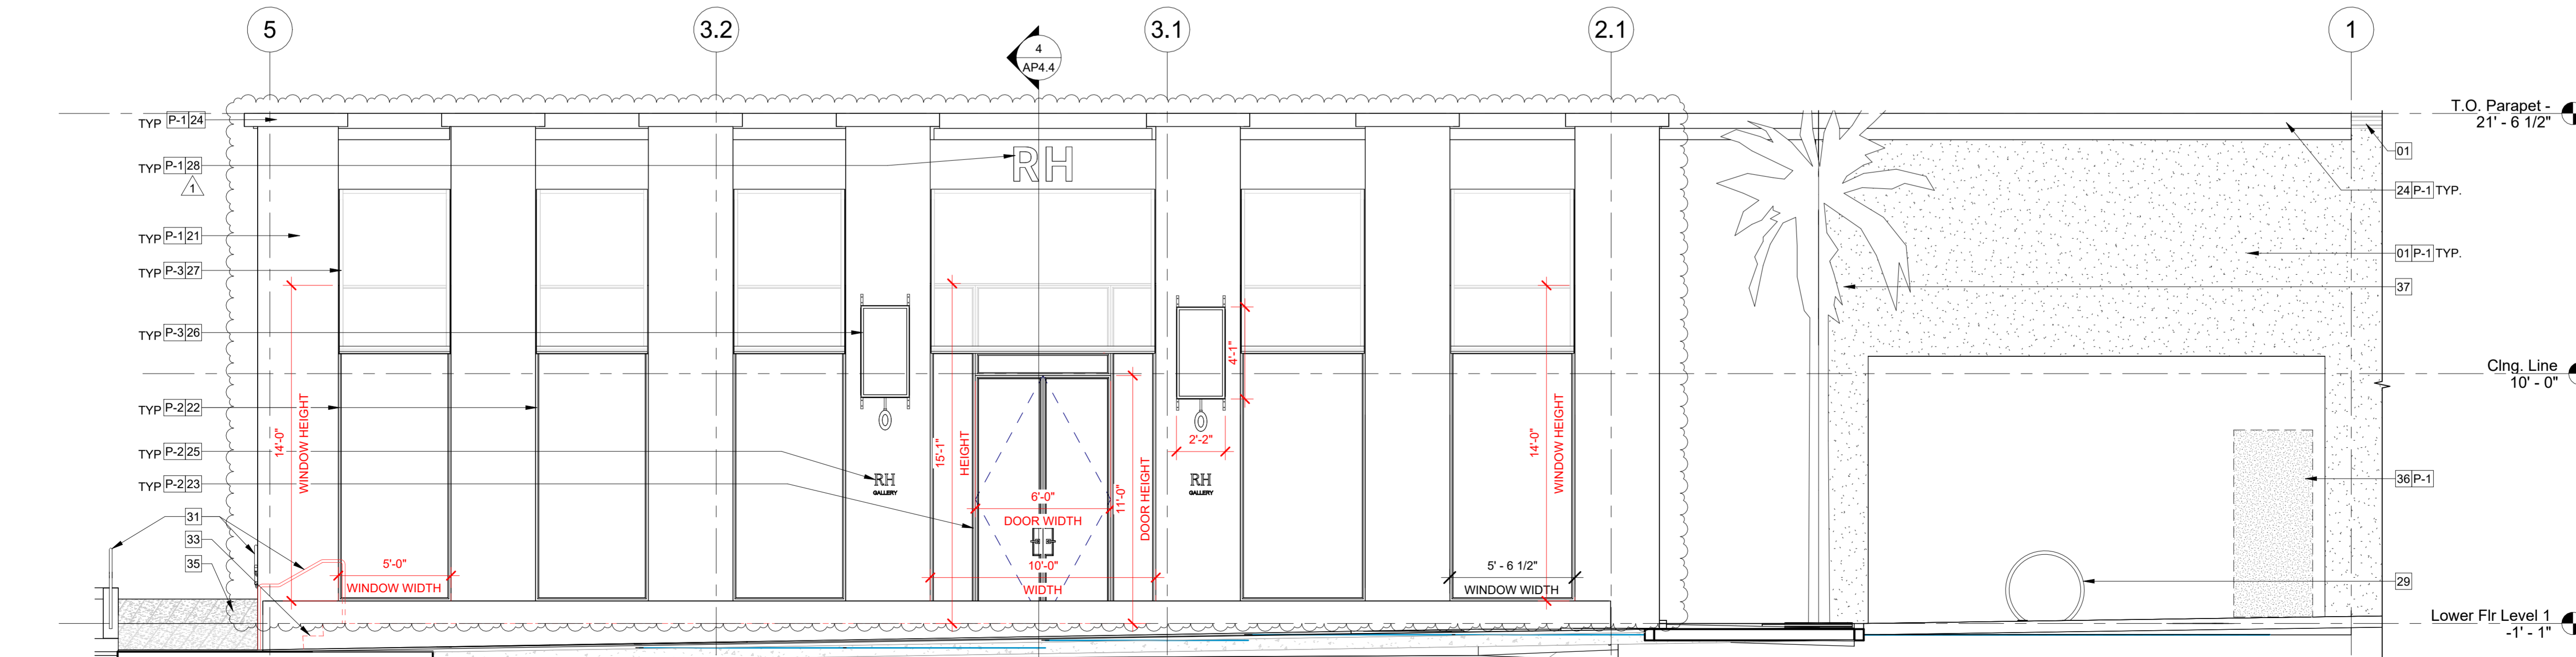 5
3.2
4
AP4.4
3.1
2.1
1
T.O. Parapet -
21' - 6 1/2"
TYP P-1 24
TYP P-1 28
1
RH
01
24 P-1 TYP.
TYP P-1 21
01 P-1 TYP.
TYP P-3 27
37
TYP P-3 26
4'-1"
Clng. Line
10' - 0"
TYP P-2 22
14'-0"
WINDOW HEIGHT
15'-1"
HEIGHT
2'-2"
14'-0"
WINDOW HEIGHT
TYP P-2 25
TYP P-2 23
RH
GALLERY
RH
GALLERY
11'-0"
DOOR HEIGHT
36 P-1
6'-0"
DOOR WIDTH
31
33
35
5'-0"
WINDOW WIDTH
10'-0"
WIDTH
5' - 6 1/2"
WINDOW WIDTH
29
Lower Flr Level 1
-1' - 1"